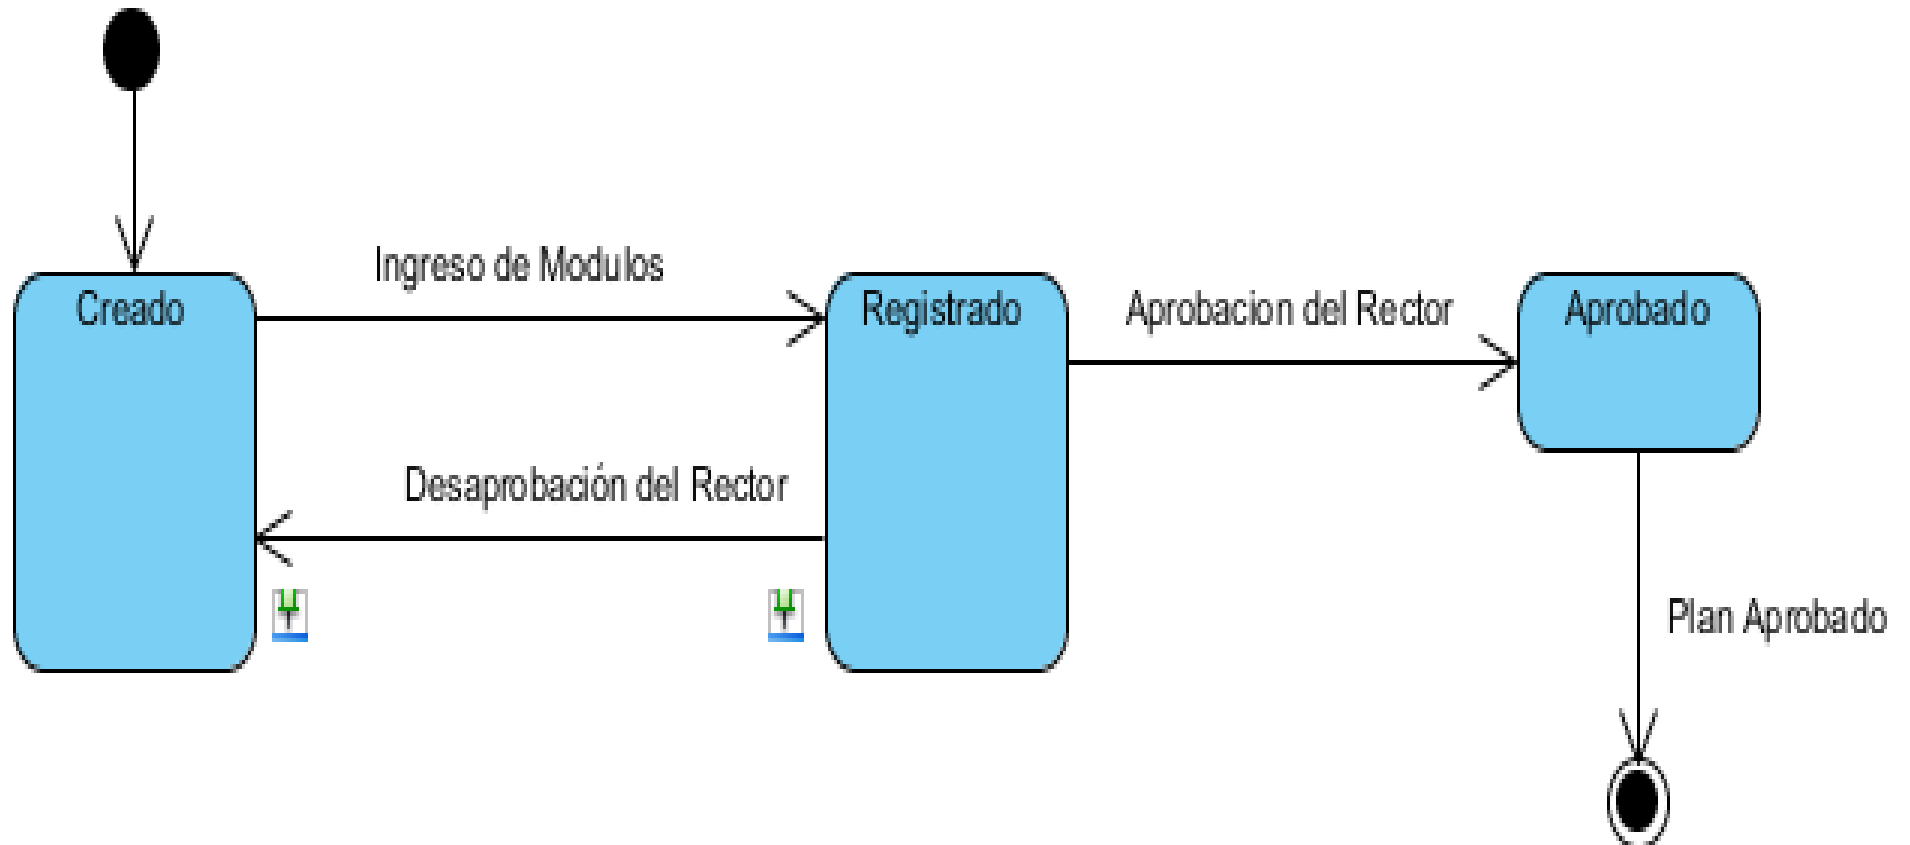 Ingreso de Modulos
Creado
Registrado
Aprobacion del Rector
Aprobado
Desaprobación del Rector
Plan Aprobado